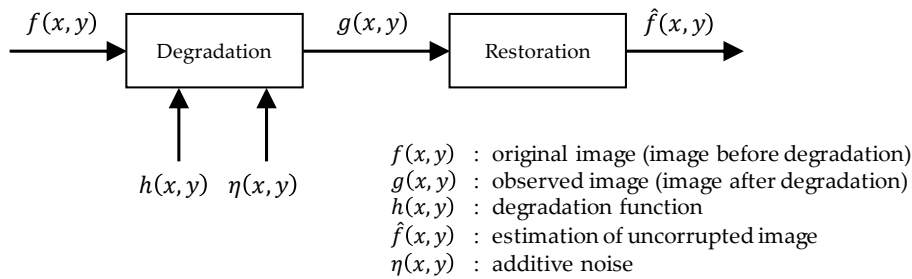 f(x,y)
g(x,y)
f̂(x,y)
Degradation
Restoration
h(x,y) η(x,y)
f(x,y) : original image (image before degradation)
g(x,y) : observed image (image after degradation)
h(x,y) : degradation function
f̂(x,y) : estimation of uncorrupted image
η(x,y) : additive noise